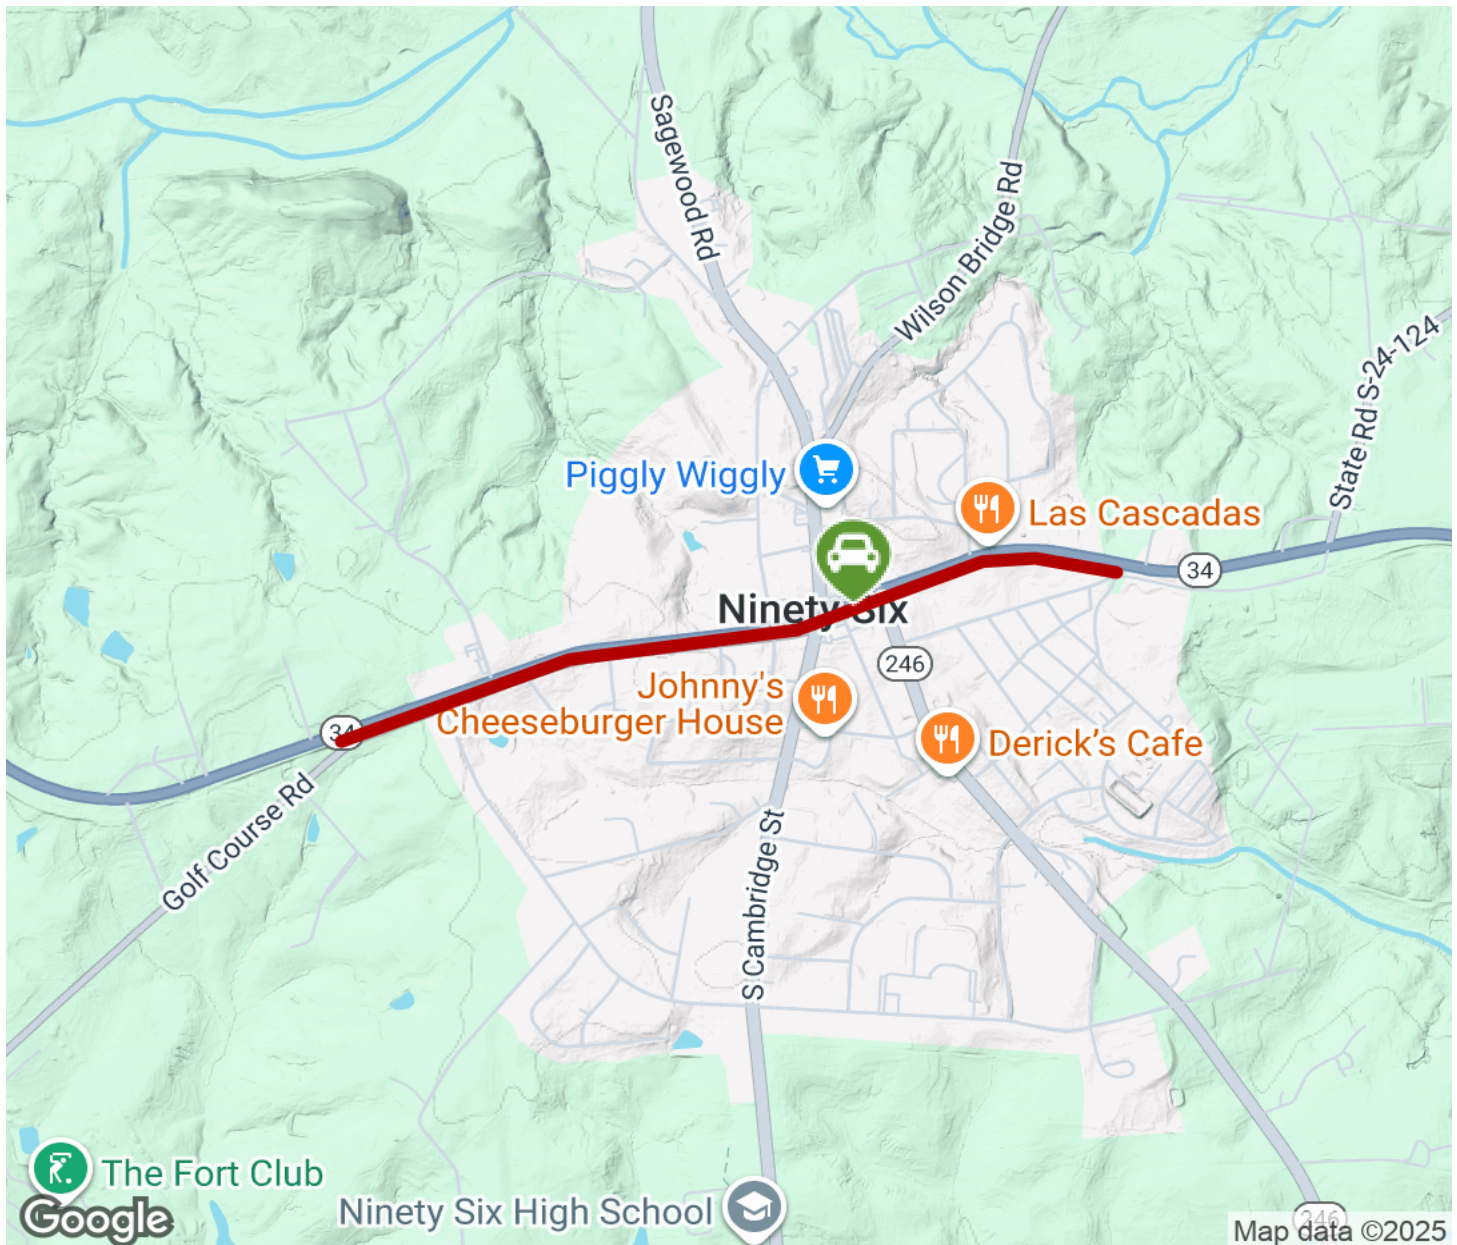 Sagewood Rd
Wilson Bridge Rd
State Rd S-24-124
Piggly Wiggly
Las Cascadas
34
Ninety Six
246
Johnny's
Cheeseburger House
34
Derick’s Cafe
Golf Course Rd
S Cambridge St
The Fort Club
Ninety Six High School
246
Google
Map data ©2025